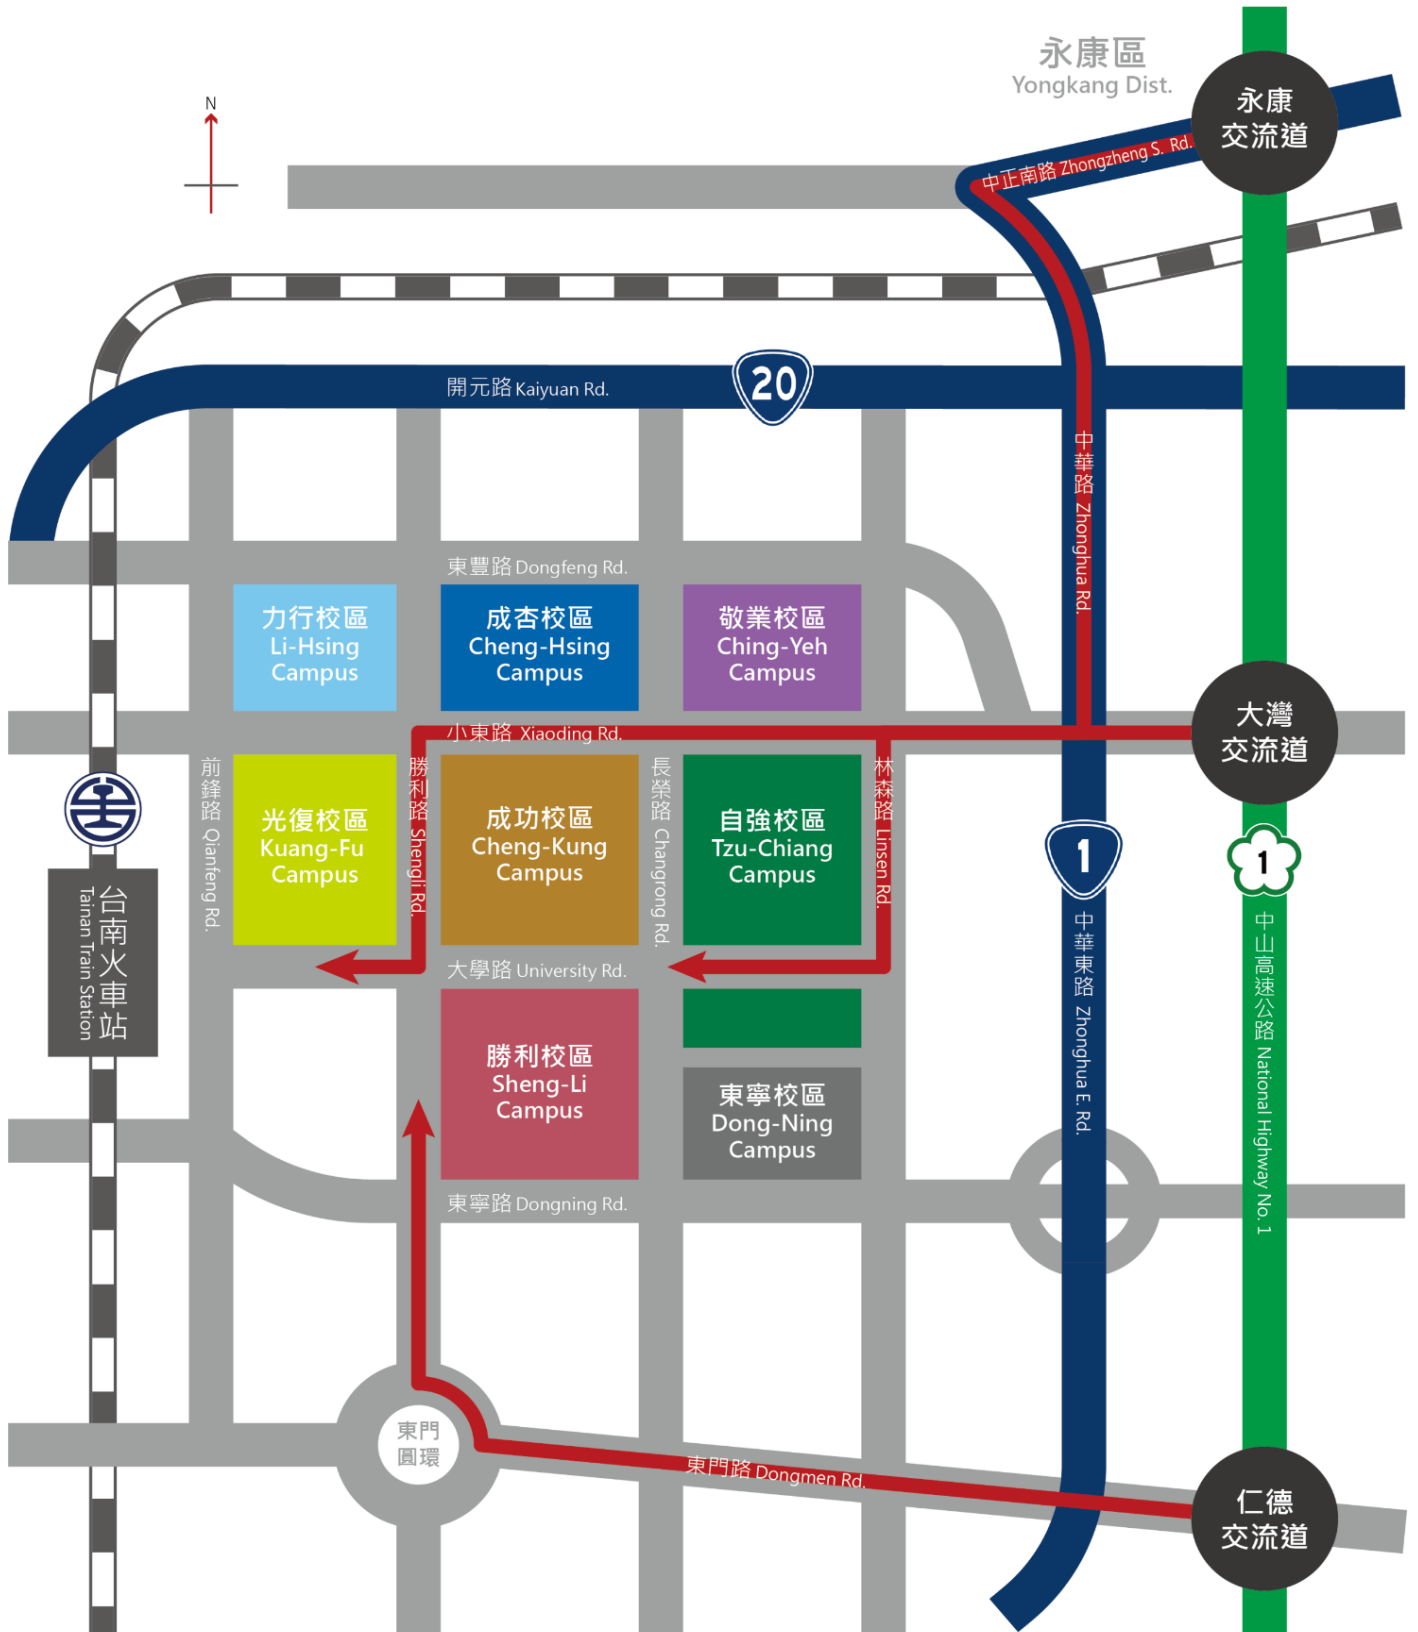 永康區
Yongkang Dist.
永康
交流道
N
中正南路 Zhongzheng S. Rd.
20
開元路 Kaiyuan Rd.
中華路 Zhonghua Rd.
東豐路 Dongfeng Rd.
力行校區
Li-Hsing
Campus
成杏校區
Cheng-Hsing
Campus
敬業校區
Ching-Yeh
Campus
大灣
交流道
小東路 Xiaoding Rd.
前鋒路 Qianfeng Rd.
勝利路 Shengli Rd.
長榮路 Changrong Rd.
林森路 Linsen Rd.
光復校區
Kuang-Fu
Campus
成功校區
Cheng-Kung
Campus
自強校區
Tzu-Chiang
Campus
1
1
台南火車站
Tainan Train Station
中華東路 Zhonghua E. Rd.
中山高速公路 National Highway No. 1
大學路 University Rd.
勝利校區
Sheng-Li
Campus
東寧校區
Dong-Ning
Campus
東寧路 Dongning Rd.
東門
圓環
東門路 Dongmen Rd.
仁德
交流道